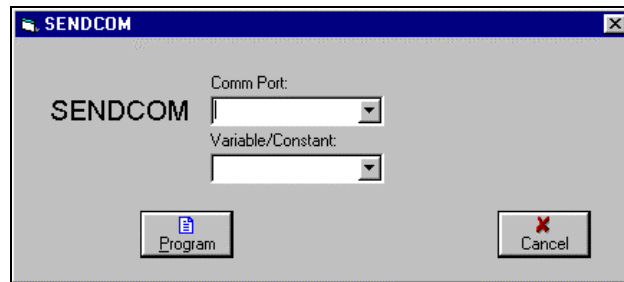 SENDCOM
Comm Port:
SENDCOM
Variable/Constant:
Program
Cancel